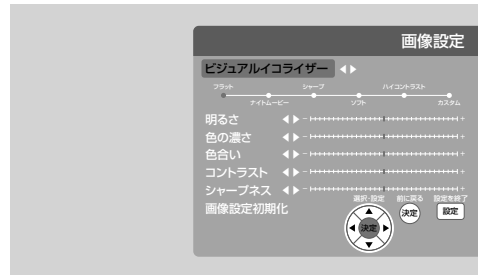 画像設定
ビジュアルイコライザー
フラット シャープ ハイコントラスト
ナイトムービー ソフト カスタム
明るさ
色の濃さ
色合い
コントラスト
シャープネス
画像設定初期化
選択・設定 前に戻る 設定を終了
決定 決定 設定